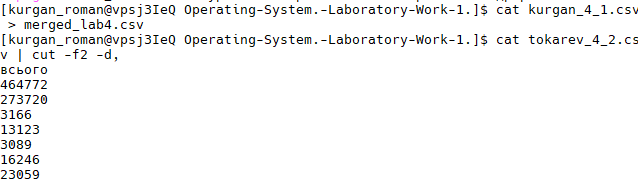 [kurgan_roman@vpsj3IeQ Operating-System.-Laboratory-Work-1.]$ cat kurgan_4_1.csv
 > merged_lab4.csv
[kurgan_roman@vpsj3IeQ Operating-System.-Laboratory-Work-1.]$ cat tokarev_4_2.cs
v | cut -f2 -d,
всього
464772
273720
3166
13123
3089
16246
23059